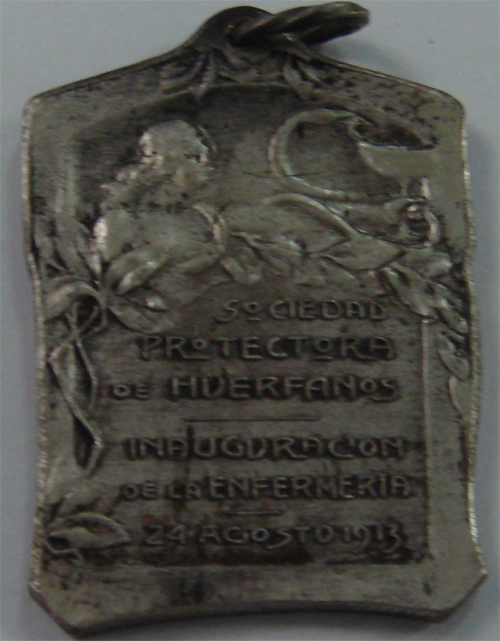 SOCIEDAD
PROTECTORA
DE HUERFANOS
INAUGURACION
DE LA ENFERMERIA
24 AGOSTO 1913